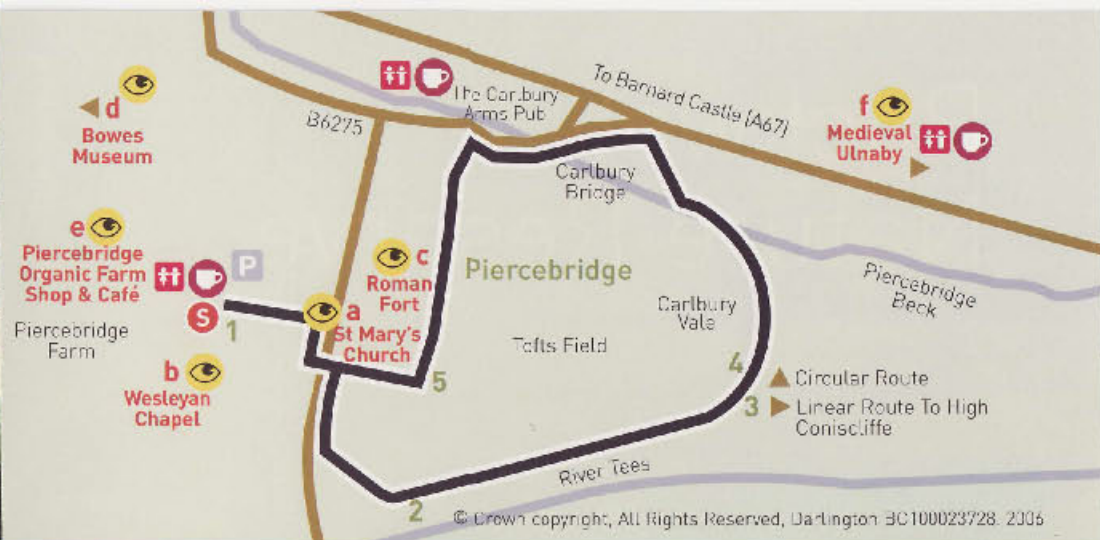 To Barnard Castle (A67)
The Carlbury
Arms Pub
B6275
d
Bowes
Museum
f
Medieval
Ulnaby
Carlbury
Bridge
e
Piercebridge
Organic Farm
Shop & Café
P
S
1
Piercebridge
Farm
b
Wesleyan
Chapel
c
Roman
Fort
a
St Mary's
Church
Piercebridge
Tofts Field
Carlbury
Vale
Piercebridge
Beck
4
Circular Route
3
Linear Route To High
Coniscliffe
5
River Tees
2
© Crown copyright, All Rights Reserved, Darlington BC100023728. 2006